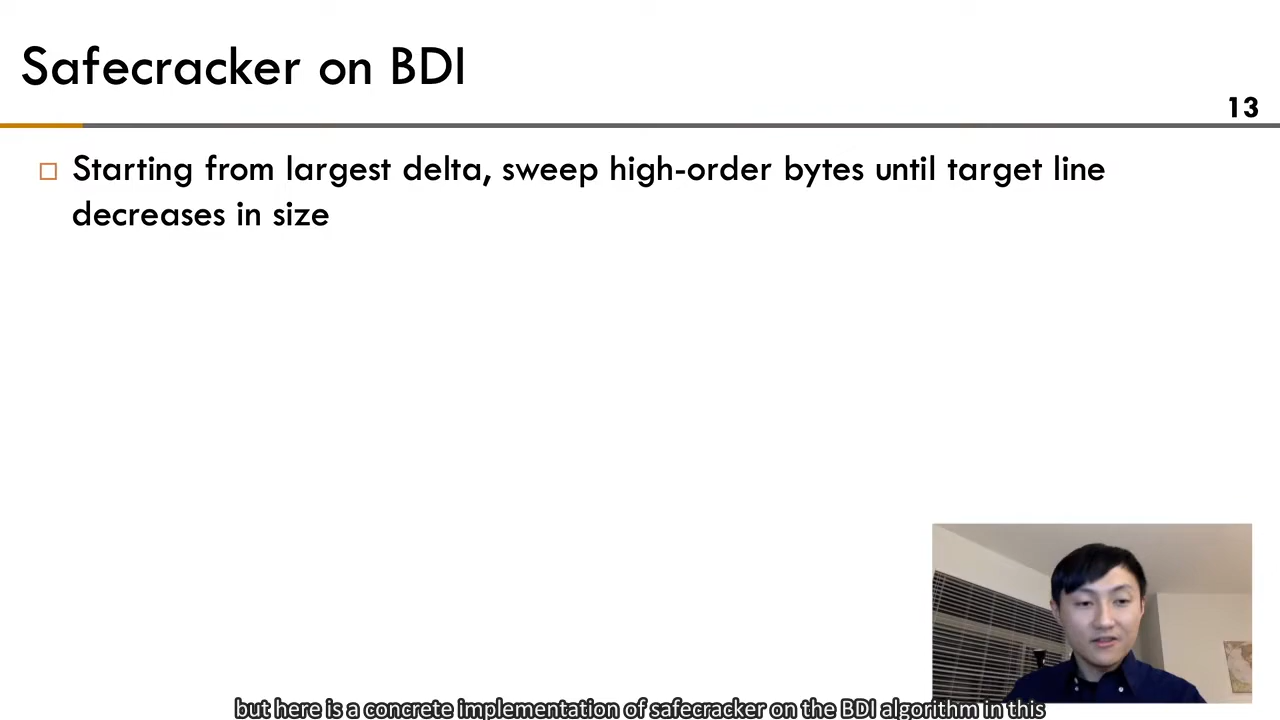 Safecracker on BDI
13
Starting from largest delta, sweep high-order bytes until target line
decreases in size
but here is a concrete implementation of safecracker on the BDI algorithm in this